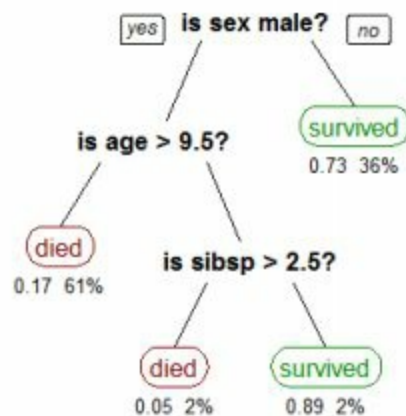 yes is sex male? no
is age > 9.5? survived
0.73 36%
died
0.17 61%
is sibsp > 2.5?
died survived
0.05 2% 0.89 2%